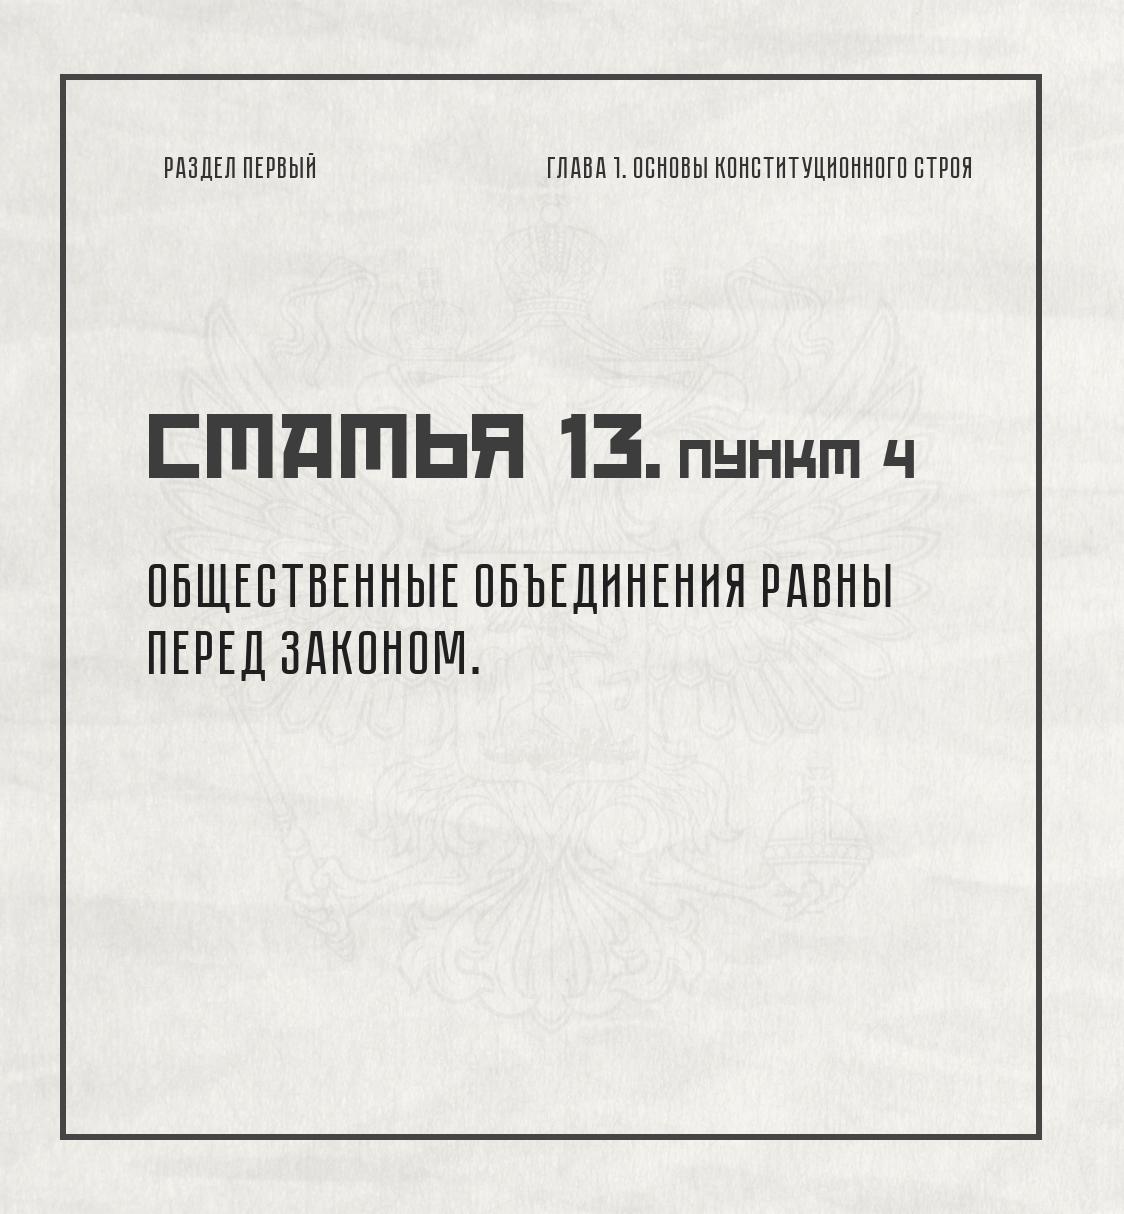 РАЗДЕЛ ПЕРВЫЙ
ГЛАВА 1. ОСНОВЫ КОНСТИТУЦИОННОГО СТРОЯ
СТАТЬЯ 13. ПУНКТ 4
ОБЩЕСТВЕННЫЕ ОБЪЕДИНЕНИЯ РАВНЫ
ПЕРЕД ЗАКОНОМ.